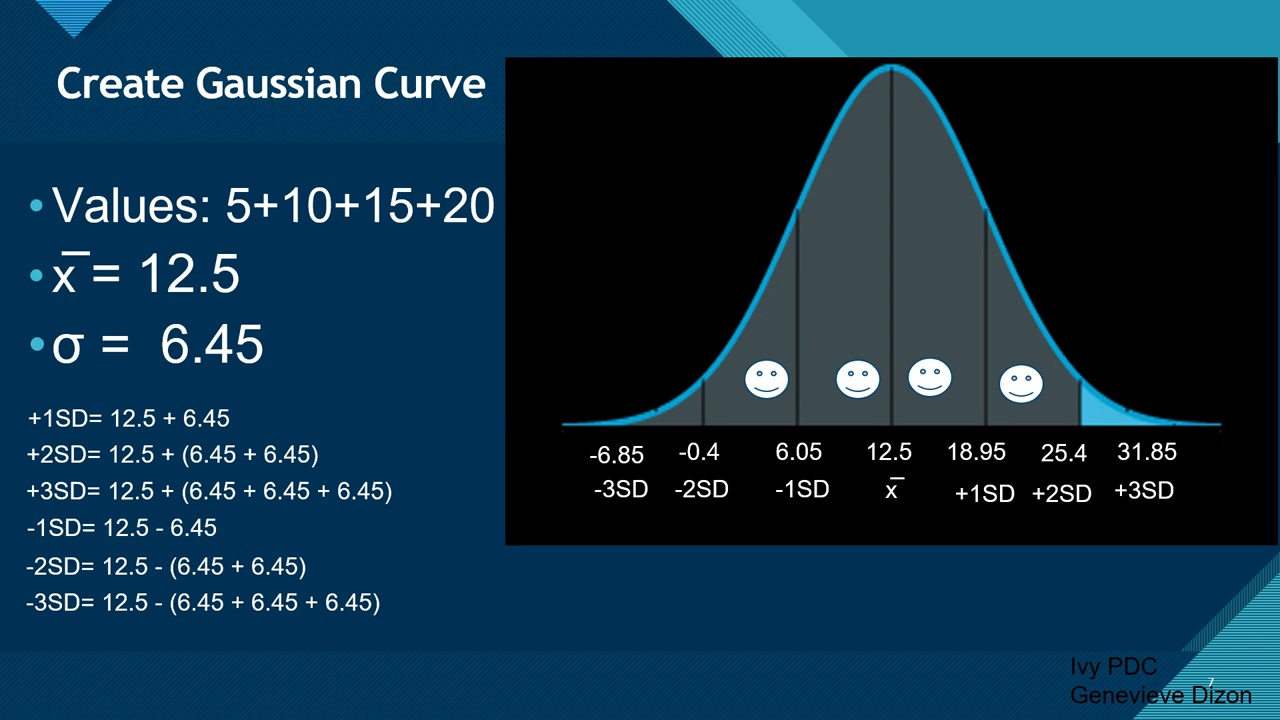 Create Gaussian Curve
• Values: 5+10+15+20
• x̅ = 12.5
• σ = 6.45
+1SD= 12.5 + 6.45
+2SD= 12.5 + (6.45 + 6.45)
+3SD= 12.5 + (6.45 + 6.45 + 6.45)
-1SD= 12.5 - 6.45
-2SD= 12.5 - (6.45 + 6.45)
-3SD= 12.5 - (6.45 + 6.45 + 6.45)
-6.85 -0.4 6.05 12.5 18.95 25.4 31.85
-3SD -2SD -1SD x̅ +1SD +2SD +3SD
Ivy PDC
7
Genevieve Dizon